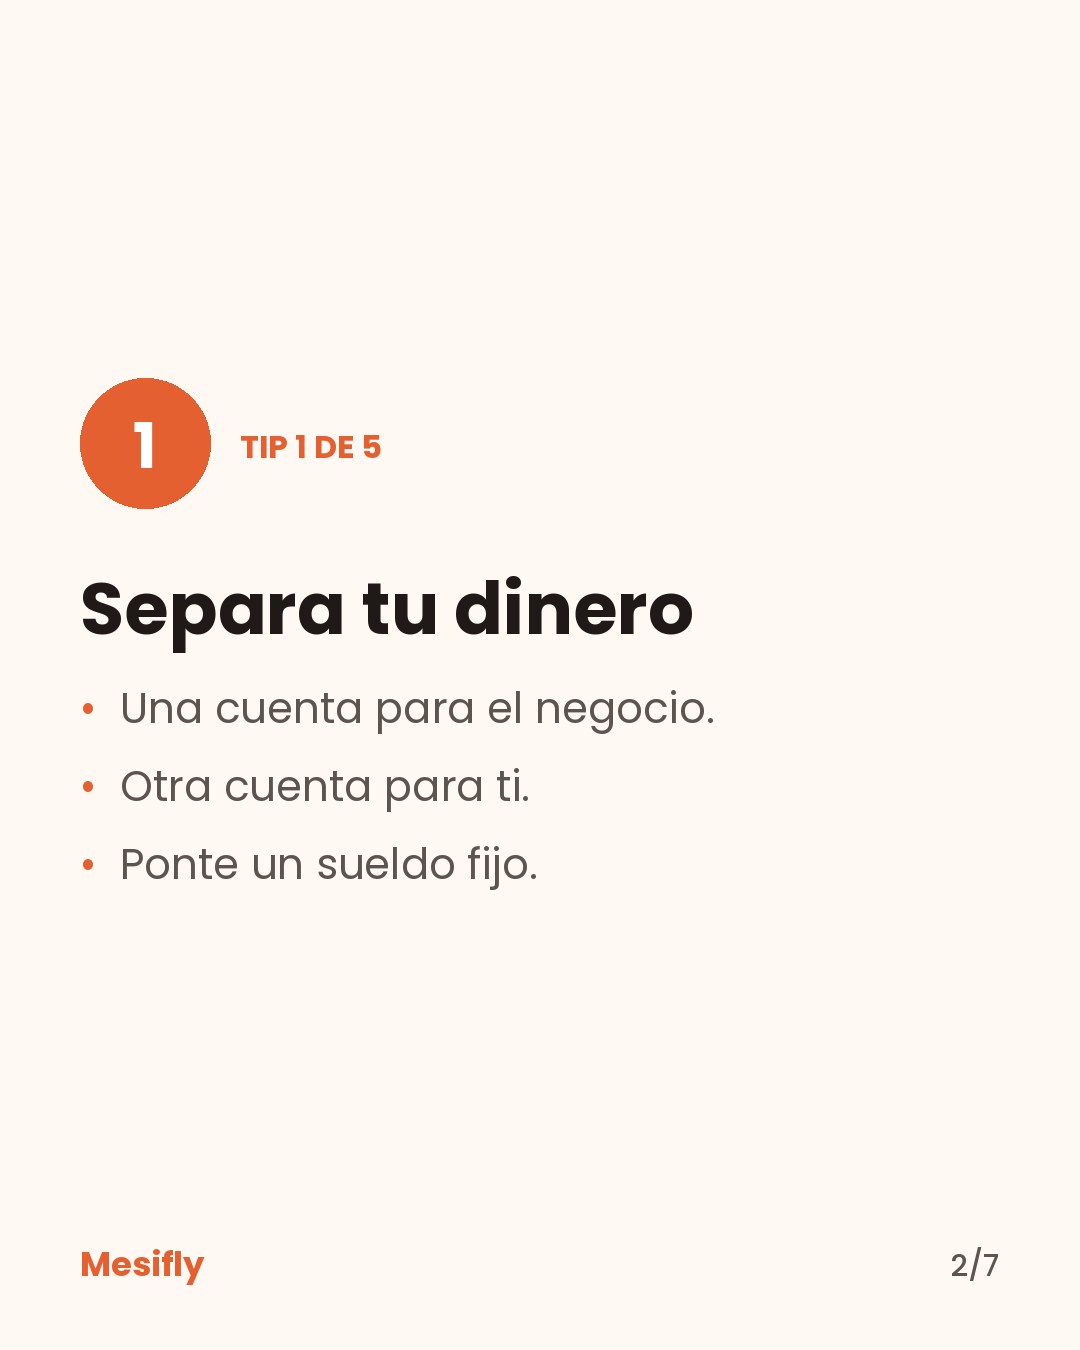 1
TIP 1 DE 5
Separa tu dinero
• Una cuenta para el negocio.
• Otra cuenta para ti.
• Ponte un sueldo fijo.
Mesifly
2/7